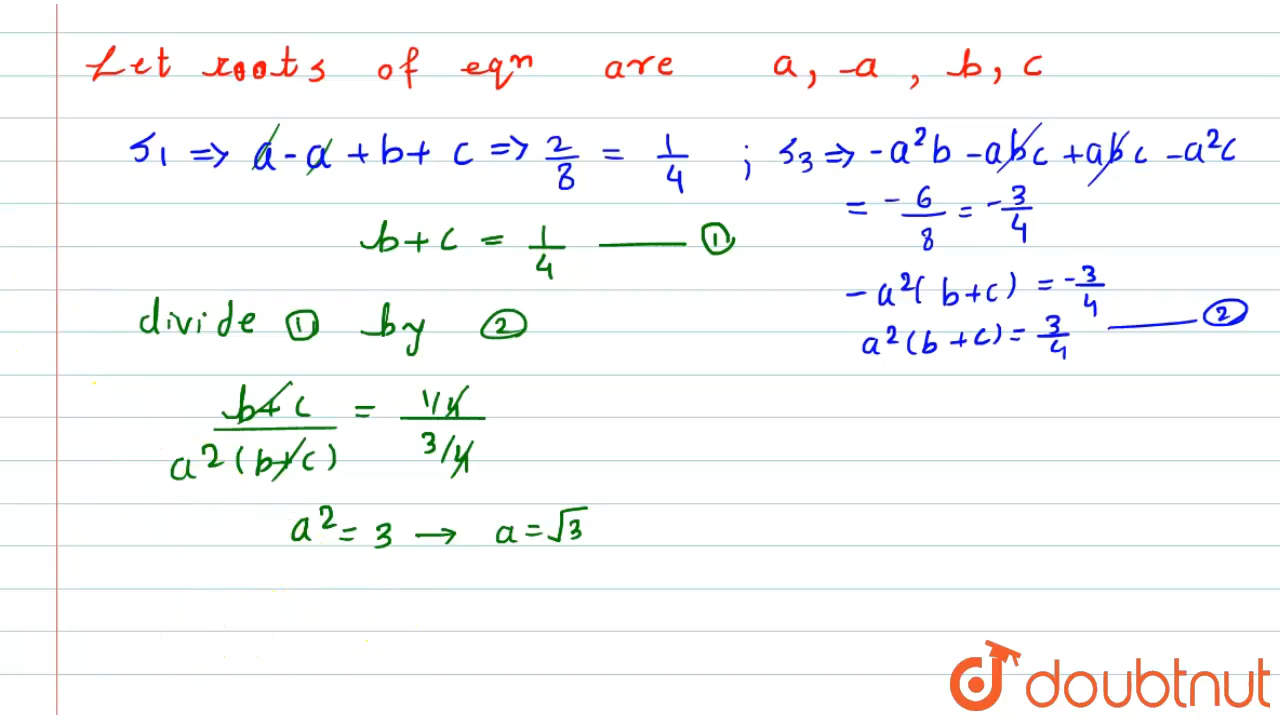 Let roots of eqn are a, -a, b, c
S1 => a - a + b + c => 2/8 = 1/4 ; S3 => -a²b - abc + abc - a²c
= -6/8 = -3/4
b+c = 1/4 —— ①
-a²(b+c) = -3/4
a²(b+c) = 3/4 —— ②
divide ① by ②
b+c / a²(b+c) = 1/4 / 3/4
a² = 3 → a = √3
doubtnut